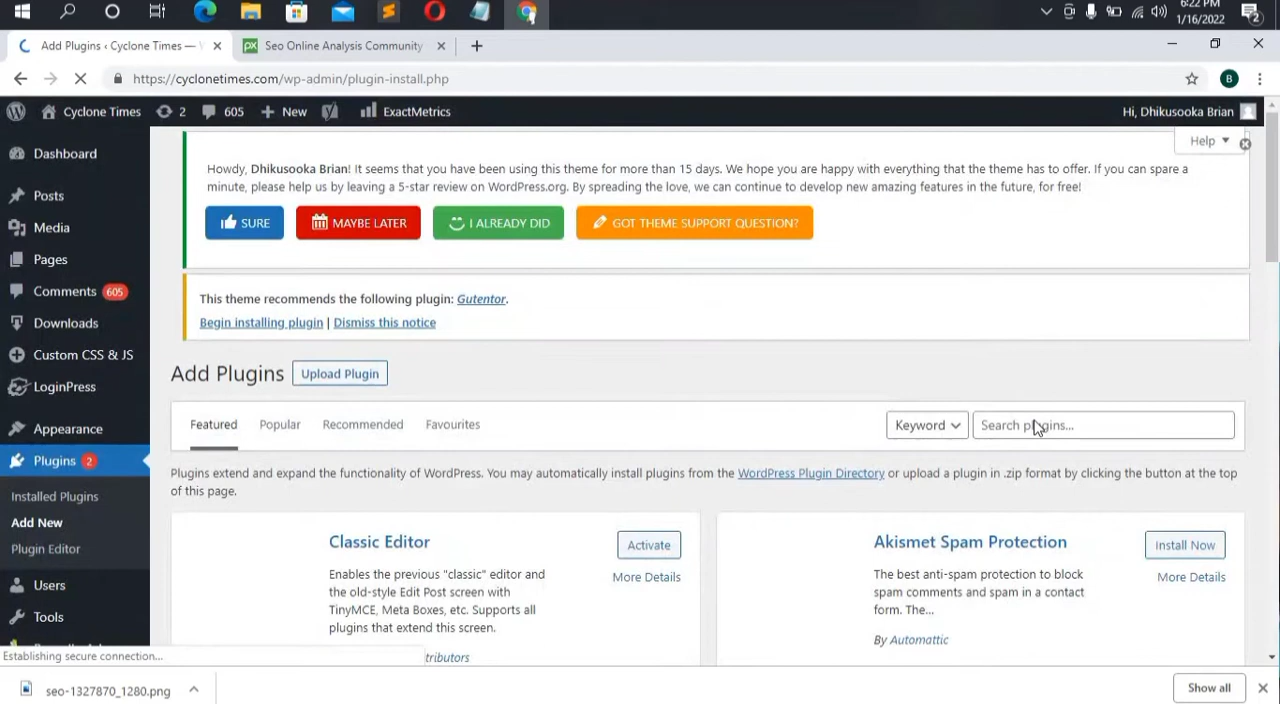 6:22 PM
1/16/2022
2
Add Plugins ‹ Cyclone Times —
PX
Seo Online Analysis Community
https://cyclonetimes.com/wp-admin/plugin-install.php
B
Cyclone Times
2
605
New
ExactMetrics
Hi, Dhikusooka Brian
Help
Dashboard
Posts
Media
Pages
Comments 605
Downloads
Custom CSS & JS
LoginPress
Appearance
Plugins 2
Installed Plugins
Add New
Plugin Editor
Users
Tools
Howdy, Dhikusooka Brian! It seems that you have been using this theme for more than 15 days. We hope you are happy with everything that the theme has to offer. If you can spare a
minute, please help us by leaving a 5-star review on WordPress.org. By spreading the love, we can continue to develop new amazing features in the future, for free!
SURE
MAYBE LATER
I ALREADY DID
GOT THEME SUPPORT QUESTION?
This theme recommends the following plugin: Gutentor.
Begin installing plugin | Dismiss this notice
Add Plugins
Upload Plugin
Featured
Popular
Recommended
Favourites
Keyword
Search plugins...
Plugins extend and expand the functionality of WordPress. You may automatically install plugins from the WordPress Plugin Directory or upload a plugin in .zip format by clicking the button at the top
of this page.
Classic Editor
Activate
More Details
Enables the previous "classic" editor and
the old-style Edit Post screen with
TinyMCE, Meta Boxes, etc. Supports all
plugins that extend this screen.
tributors
Akismet Spam Protection
Install Now
More Details
The best anti-spam protection to block
spam comments and spam in a contact
form. The...
By Automattic
Establishing secure connection...
seo-1327870_1280.png
Show all